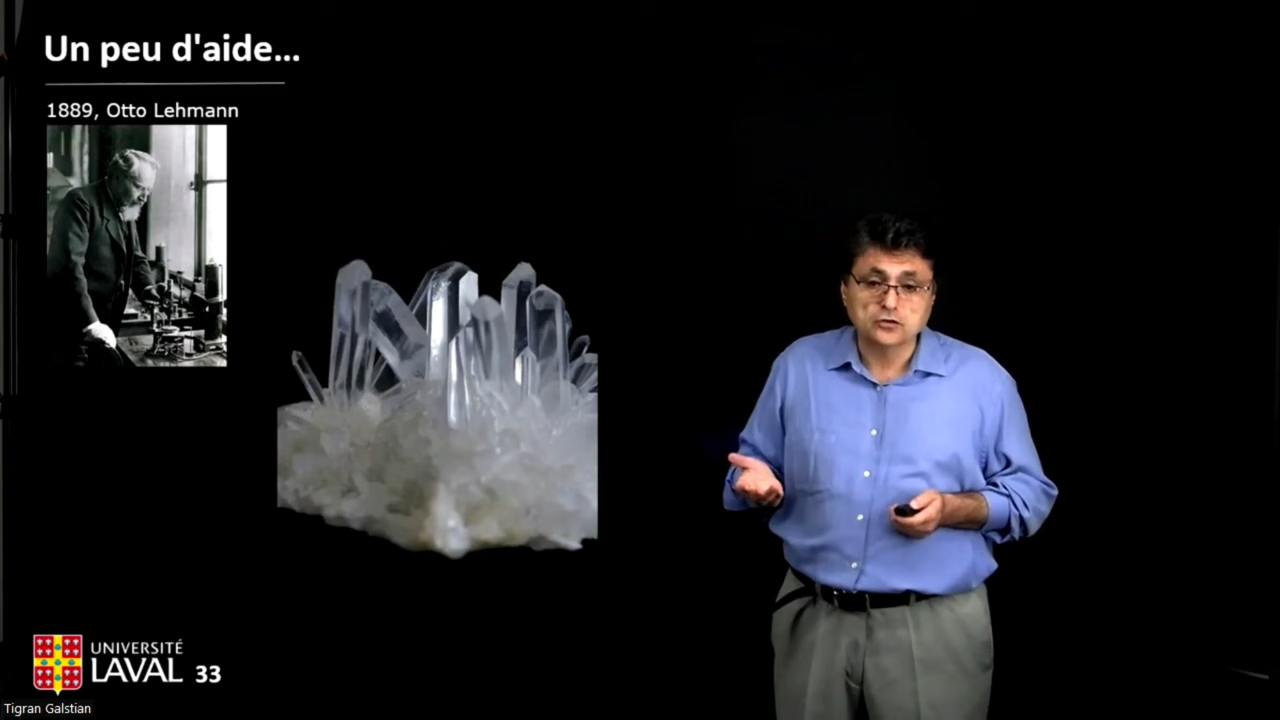 Un peu d'aide...
1889, Otto Lehmann
UNIVERSITÉ
LAVAL 33
Tigran Galstian